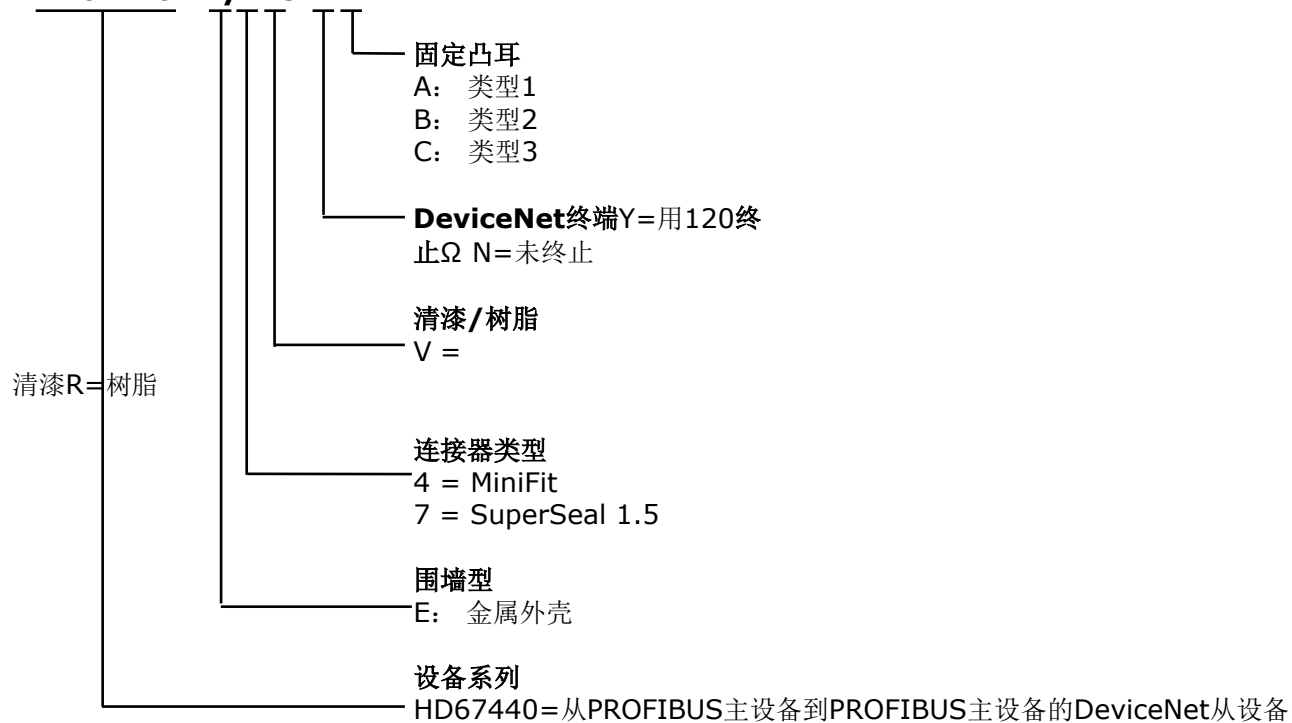 固定凸耳
A： 类型1
B： 类型2
C： 类型3
DeviceNet终端Y=用120终
止Ω N=未终止
清漆/树脂
V =
清漆R=树脂
连接器类型
4 = MiniFit
7 = SuperSeal 1.5
围墙型
E： 金属外壳
设备系列
HD67440=从PROFIBUS主设备到PROFIBUS主设备的DeviceNet从设备